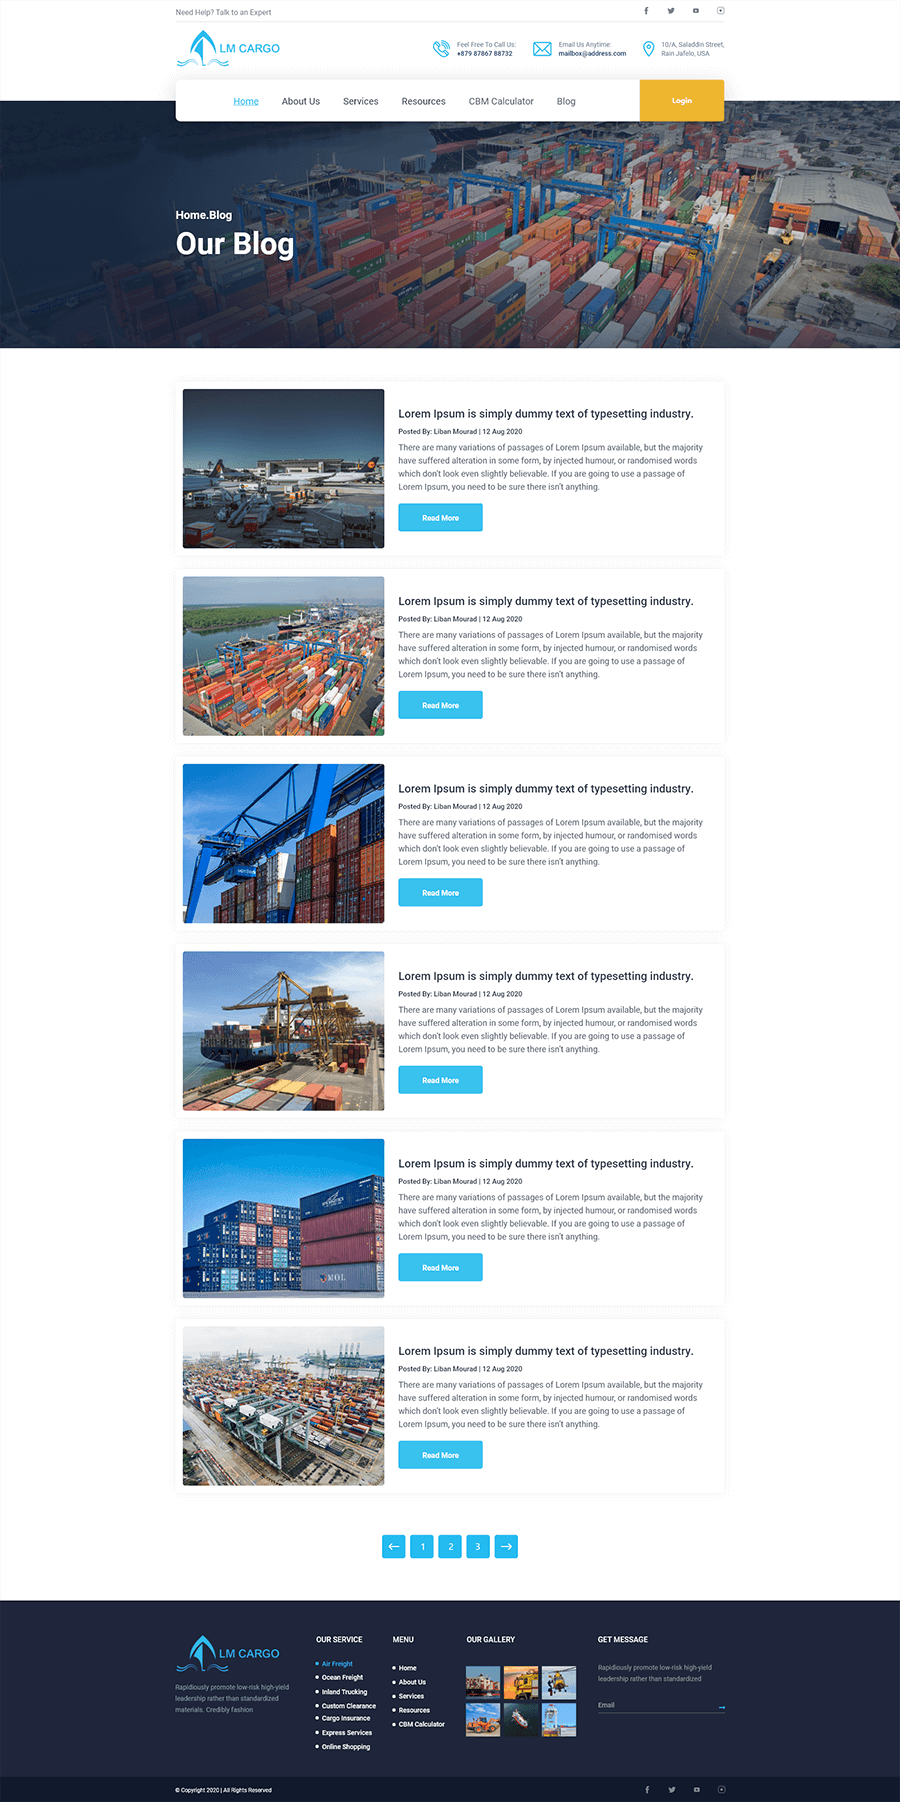 Need Help? Talk to an Expert
LM CARGO
Feel Free To Call Us:
+879 87867 88732
Email Us Anytime:
mailbox@address.com
10/A, Saladdin Street,
Rain Jafelo, USA
Home
About Us
Services
Resources
CBM Calculator
Blog
Login
Home.Blog
Our Blog
Lorem Ipsum is simply dummy text of typesetting industry.
Posted By: Liban Mourad | 12 Aug 2020
There are many variations of passages of Lorem Ipsum available, but the majority
have suffered alteration in some form, by injected humour, or randomised words
which don't look even slightly believable. If you are going to use a passage of
Lorem Ipsum, you need to be sure there isn't anything.
Read More
Lorem Ipsum is simply dummy text of typesetting industry.
Posted By: Liban Mourad | 12 Aug 2020
There are many variations of passages of Lorem Ipsum available, but the majority
have suffered alteration in some form, by injected humour, or randomised words
which don't look even slightly believable. If you are going to use a passage of
Lorem Ipsum, you need to be sure there isn't anything.
Read More
Lorem Ipsum is simply dummy text of typesetting industry.
Posted By: Liban Mourad | 12 Aug 2020
There are many variations of passages of Lorem Ipsum available, but the majority
have suffered alteration in some form, by injected humour, or randomised words
which don't look even slightly believable. If you are going to use a passage of
Lorem Ipsum, you need to be sure there isn't anything.
Read More
Lorem Ipsum is simply dummy text of typesetting industry.
Posted By: Liban Mourad | 12 Aug 2020
There are many variations of passages of Lorem Ipsum available, but the majority
have suffered alteration in some form, by injected humour, or randomised words
which don't look even slightly believable. If you are going to use a passage of
Lorem Ipsum, you need to be sure there isn't anything.
Read More
MOL
Lorem Ipsum is simply dummy text of typesetting industry.
Posted By: Liban Mourad | 12 Aug 2020
There are many variations of passages of Lorem Ipsum available, but the majority
have suffered alteration in some form, by injected humour, or randomised words
which don't look even slightly believable. If you are going to use a passage of
Lorem Ipsum, you need to be sure there isn't anything.
Read More
Lorem Ipsum is simply dummy text of typesetting industry.
Posted By: Liban Mourad | 12 Aug 2020
There are many variations of passages of Lorem Ipsum available, but the majority
have suffered alteration in some form, by injected humour, or randomised words
which don't look even slightly believable. If you are going to use a passage of
Lorem Ipsum, you need to be sure there isn't anything.
Read More
1
2
3
LM CARGO
Rapidiously promote low-risk high-yield
leadership rather than standardized
materials. Credibly fashion
OUR SERVICE
Air Freight
Ocean Freight
Inland Trucking
Custom Clearance
Cargo Insurance
Express Services
Online Shopping
MENU
Home
About Us
Services
Resources
CBM Calculator
OUR GALLERY
GET MESSAGE
Rapidiously promote low-risk high-yield
leadership rather than standardized
Email
© Copyright 2020 | All Rights Reserved